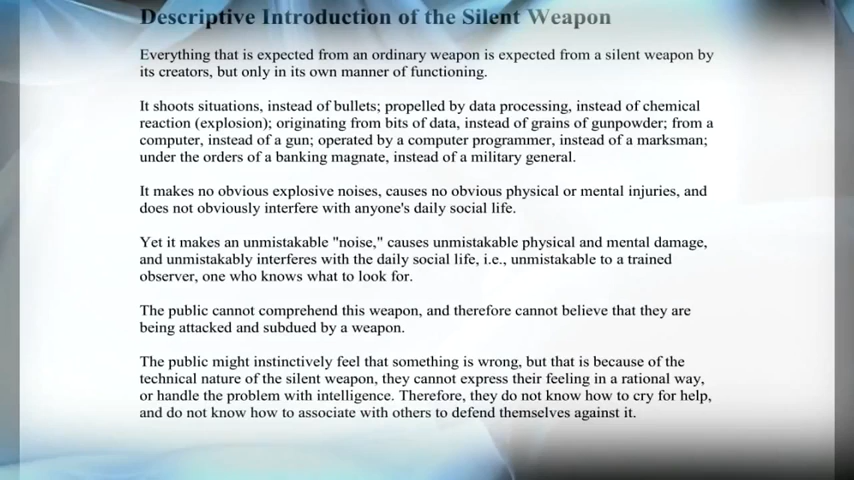 Descriptive Introduction of the Silent Weapon
Everything that is expected from an ordinary weapon is expected from a silent weapon by
its creators, but only in its own manner of functioning.
It shoots situations, instead of bullets; propelled by data processing, instead of chemical
reaction (explosion); originating from bits of data, instead of grains of gunpowder; from a
computer, instead of a gun; operated by a computer programmer, instead of a marksman;
under the orders of a banking magnate, instead of a military general.
It makes no obvious explosive noises, causes no obvious physical or mental injuries, and
does not obviously interfere with anyone's daily social life.
Yet it makes an unmistakable "noise," causes unmistakable physical and mental damage,
and unmistakably interferes with the daily social life, i.e., unmistakable to a trained
observer, one who knows what to look for.
The public cannot comprehend this weapon, and therefore cannot believe that they are
being attacked and subdued by a weapon.
The public might instinctively feel that something is wrong, but that is because of the
technical nature of the silent weapon, they cannot express their feeling in a rational way,
or handle the problem with intelligence. Therefore, they do not know how to cry for help,
and do not know how to associate with others to defend themselves against it.